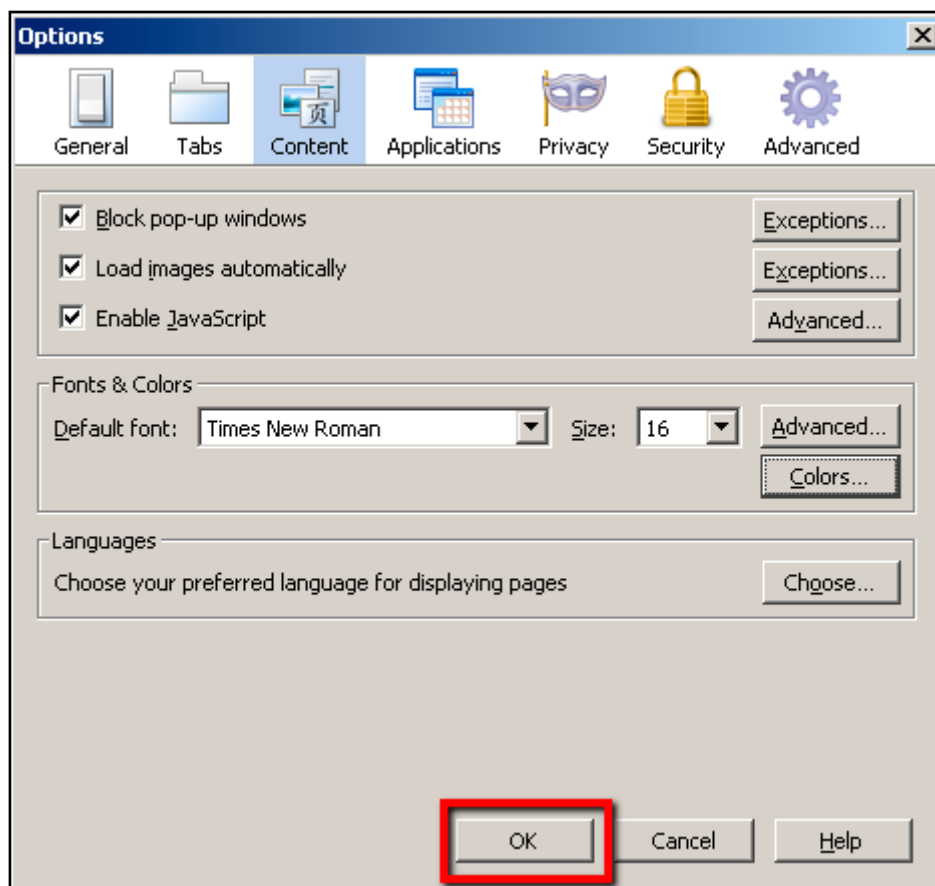 Options
General Tabs Content Applications Privacy Security Advanced
Block pop-up windows Exceptions...
Load images automatically Exceptions...
Enable JavaScript Advanced...
Fonts & Colors
Default font: Times New Roman Size: 16 Advanced...
Colors...
Languages
Choose your preferred language for displaying pages Choose...
OK Cancel Help